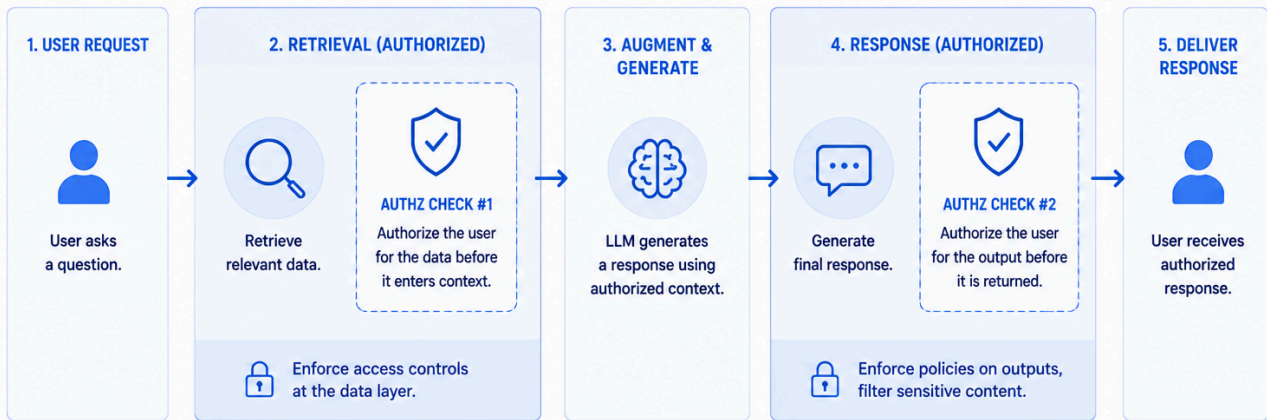 1. USER REQUEST
User asks
a question.
2. RETRIEVAL (AUTHORIZED)
Retrieve
relevant data.
AUTHZ CHECK #1
Authorize the user
for the data before
it enters context.
Enforce access controls
at the data layer.
3. AUGMENT &
GENERATE
LLM generates
a response using
authorized context.
4. RESPONSE (AUTHORIZED)
Generate
final response.
AUTHZ CHECK #2
Authorize the user
for the output before
it is returned.
Enforce policies on outputs,
filter sensitive content.
5. DELIVER
RESPONSE
User receives
authorized
response.